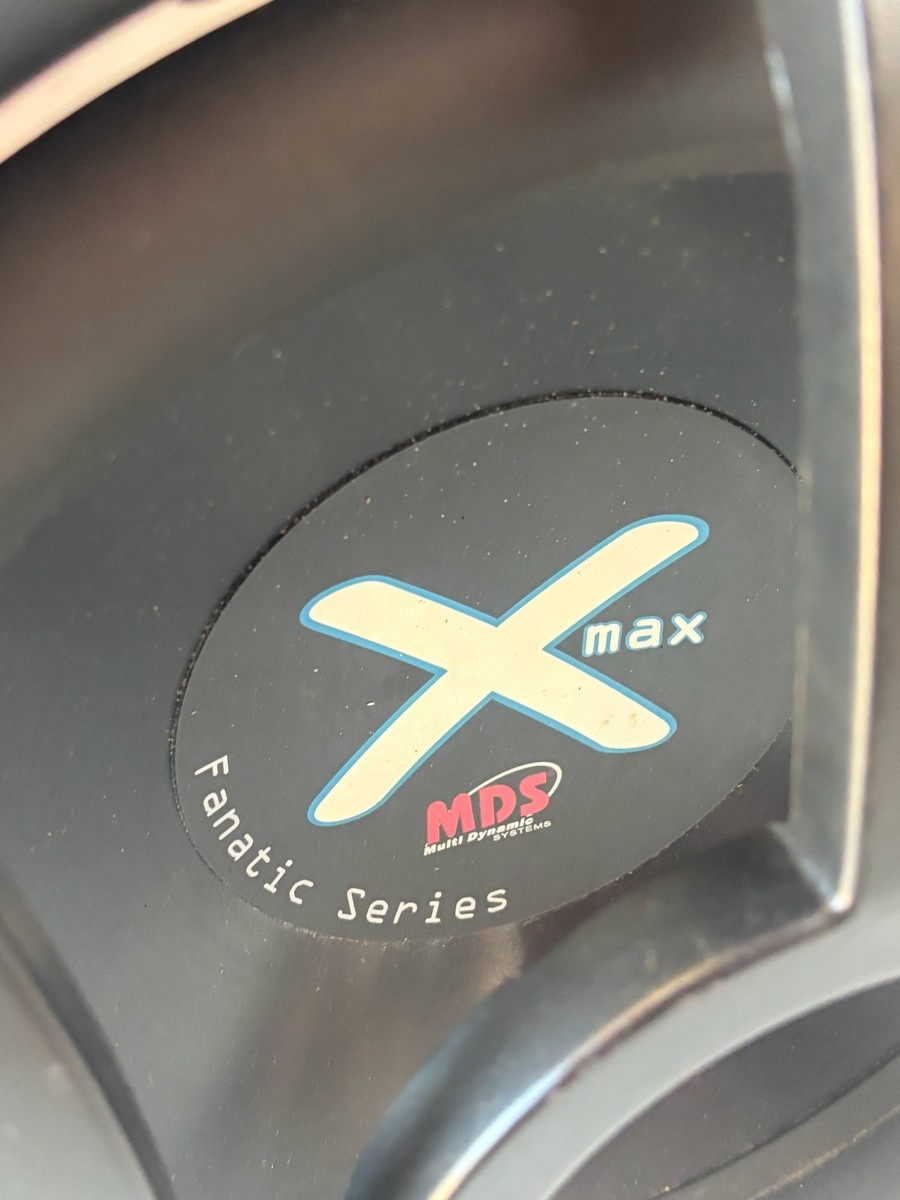 X max
MDS
Multi Dynamic
SYSTEMS
Fanatic Series